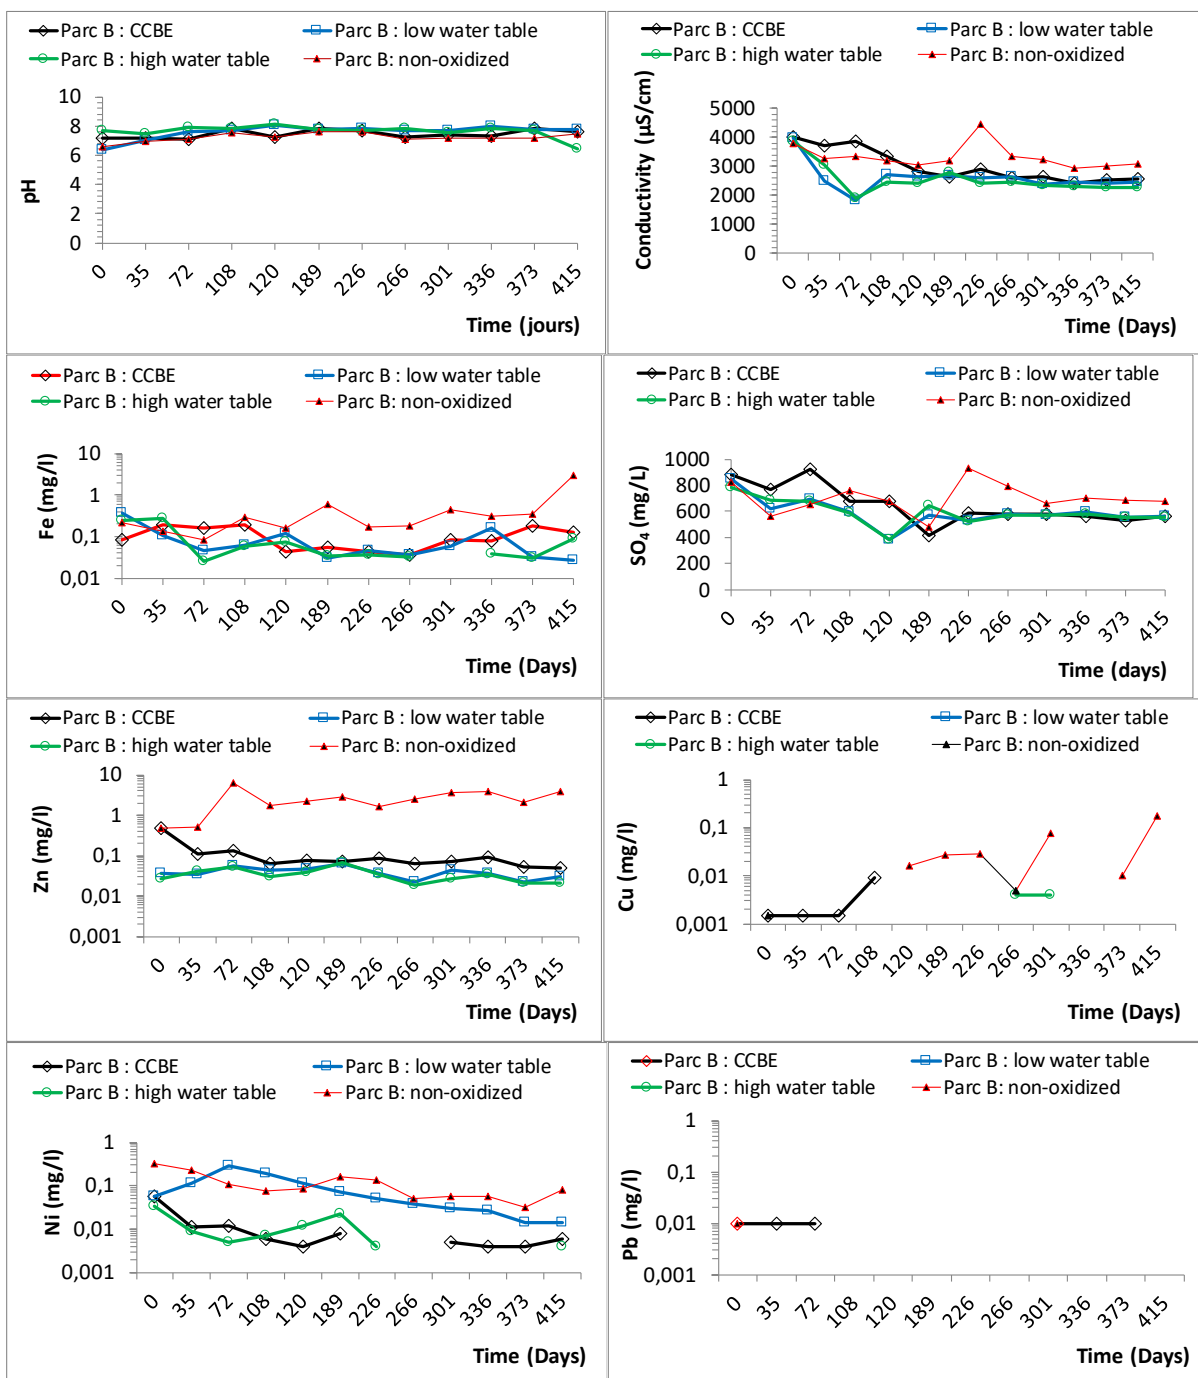 Parc B : CCBE
Parc B : low water table
Parc B : high water table
Parc B: non-oxidized
pH
10
8
6
4
2
0
0 35 72 108 120 189 226 266 301 336 373 415
Time (jours)
Parc B : CCBE
Parc B : low water table
Parc B : high water table
Parc B: non-oxidized
Conductivity (µS/cm)
5000
4000
3000
2000
1000
0
0 35 72 108 120 189 226 266 301 336 373 415
Time (Days)
Parc B : CCBE
Parc B : low water table
Parc B : high water table
Parc B: non-oxidized
Fe (mg/l)
10
1
0,1
0,01
0 35 72 108 120 189 226 266 301 336 373 415
Time (Days)
Parc B : CCBE
Parc B : low water table
Parc B : high water table
Parc B: non-oxidized
SO₄ (mg/L)
1000
800
600
400
200
0
0 35 72 108 120 189 226 266 301 336 373 415
Time (days)
Parc B : CCBE
Parc B : low water table
Parc B : high water table
Parc B: non-oxidized
Zn (mg/l)
10
1
0,1
0,01
0,001
0 35 72 108 120 189 226 266 301 336 373 415
Time (Days)
Parc B : CCBE
Parc B : low water table
Parc B : high water table
Parc B: non-oxidized
Cu (mg/l)
1
0,1
0,01
0,001
0 35 72 108 120 189 226 266 301 336 373 415
Time (Days)
Parc B : CCBE
Parc B : low water table
Parc B : high water table
Parc B: non-oxidized
Ni (mg/l)
1
0,1
0,01
0,001
0 35 72 108 120 189 226 266 301 336 373 415
Time (Days)
Parc B : CCBE
Parc B : low water table
Parc B : high water table
Parc B: non-oxidized
Pb (mg/l)
1
0,1
0,01
0,001
0 35 72 108 120 189 226 266 301 336 373 415
Time (Days)